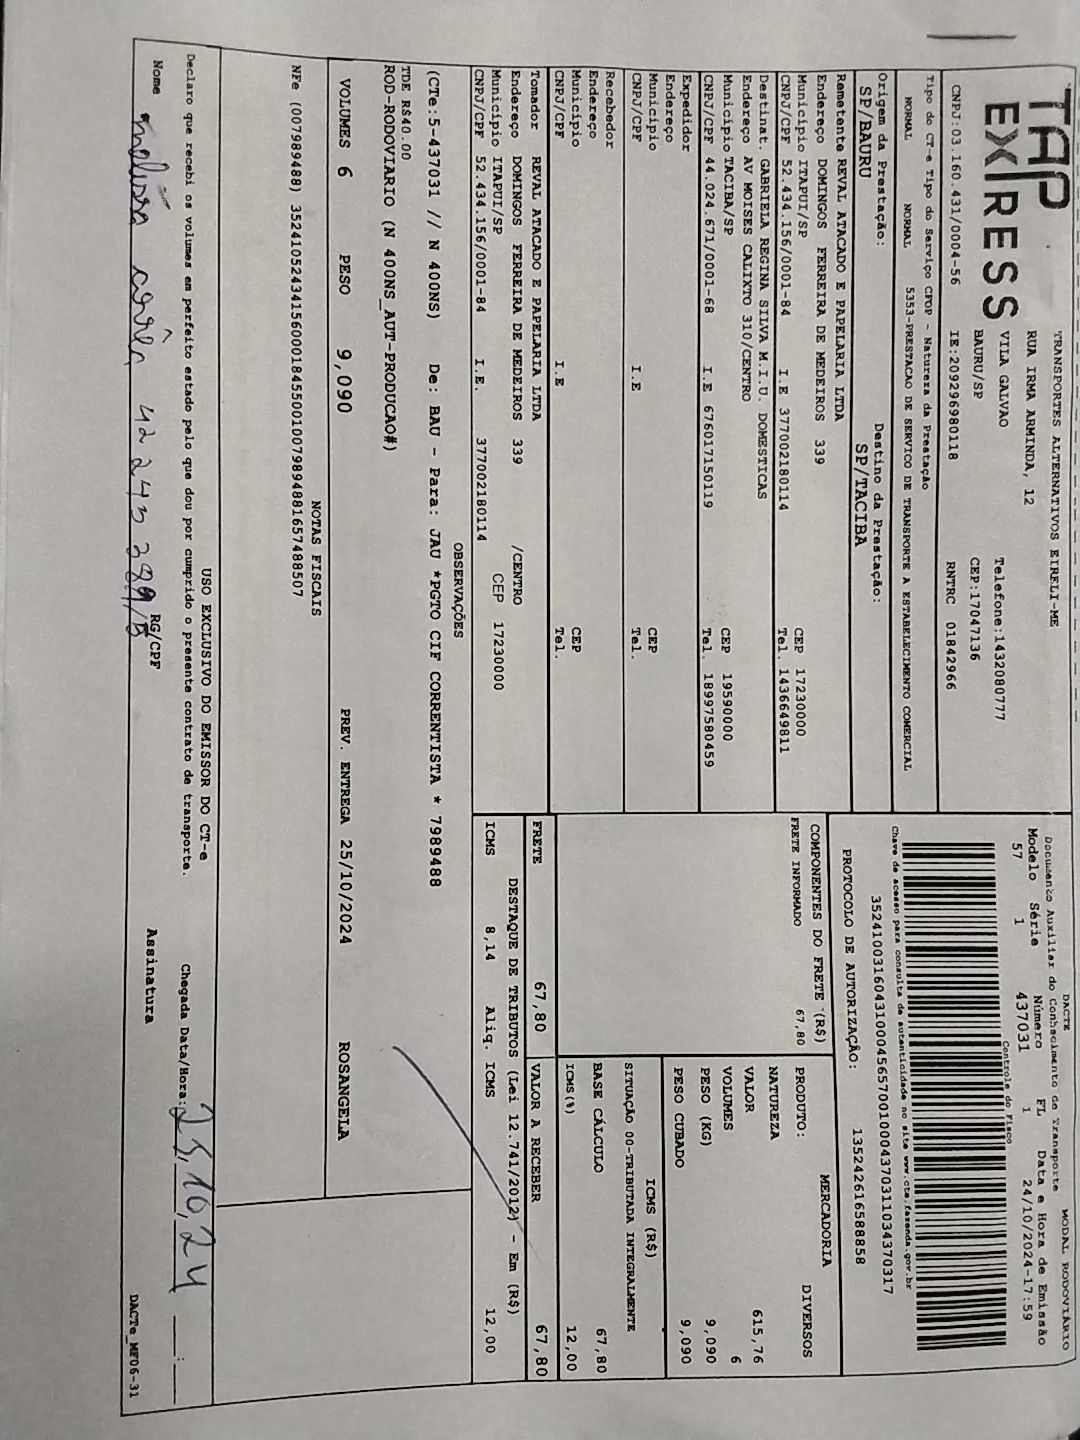 TRANSPORTES ALTERNATIVOS EIRELI-ME
TAP EXPRESS
RUA IRMA ARMINDA, 12
VILA GALVAO Telefone:1432080777
BAURU/SP CEP:17047136
CNPJ:03.160.431/0004-56 IE:209296980118 RNTRC 01842966
Tipo do CT-e Tipo do Serviço CFOP - Natureza da Prestação
NORMAL NORMAL 5353-PRESTACAO DE SERVICO DE TRANSPORTE A ESTABELECIMENTO COMERCIAL
Origem da Prestação: Destino da Prestação:
SP/BAURU SP/TACIBA
Remetente REVAL ATACADO E PAPELARIA LTDA
Endereço DOMINGOS FERREIRA DE MEDEIROS 339
Município ITAPUI/SP CEP 17230000
CNPJ/CPF 52.434.156/0001-84 I.E 377002180114 Tel. 1436649811
Destinat. GABRIELA REGINA SILVA M.I.U. DOMESTICAS
Endereço AV MOISES CALIXTO 310/CENTRO
Município TACIBA/SP CEP 19590000
CNPJ/CPF 44.024.671/0001-68 I.E 676017150119 Tel. 18997580459
Expedidor
Endereço
Município CEP
CNPJ/CPF I.E Tel.
Recebedor
Endereço
Município CEP
CNPJ/CPF I.E Tel.
Tomador REVAL ATACADO E PAPELARIA LTDA
Endereço DOMINGOS FERREIRA DE MEDEIROS 339 /CENTRO
Município ITAPUI/SP CEP 17230000
CNPJ/CPF 52.434.156/0001-84 I.E. 377002180114
DACTE MODAL RODOVIÁRIO
Documento Auxiliar do Conhecimento de Transporte
Modelo Série Número FL Data e Hora de Emissão
57 1 437031 1 24/10/2024-17:59
Controle do Fisco
Chave de acesso para consulta de autenticidade no site www.cte.fazenda.gov.br
35241003160431000456570010004370311034370317
PROTOCOLO DE AUTORIZAÇÃO: 135242616588858
COMPONENTES DO FRETE (R$)
FRETE INFORMADO 67,80
MERCADORIA
PRODUTO: DIVERSOS
NATUREZA
VALOR 615,76
VOLUMES 6
PESO (KG) 9,090
PESO CUBADO 9,090
ICMS (R$)
SITUAÇÃO 00-TRIBUTADA INTEGRALMENTE
BASE CÁLCULO 67,80
ICMS(%) 12,00
FRETE 67,80 VALOR A RECEBER 67,80
DESTAQUE DE TRIBUTOS (Lei 12.741/2012) - Em (R$)
ICMS 8,14 Aliq. ICMS 12,00
OBSERVAÇÕES
(CTe:5-437031 // N 400NS) De: BAU - Para: JAU *PGTO CIF CORRENTISTA * 7989488
TDE R$40.00
ROD-RODOVIARIO (N 400NS_AUT-PRODUCAO#)
VOLUMES 6 PESO 9,090 PREV. ENTREGA 25/10/2024 ROSANGELA
NOTAS FISCAIS
NFe (007989488) 35241052434156000184550010079894881657488507
USO EXCLUSIVO DO EMISSOR DO CT-e
Declaro que recebi os volumes em perfeito estado pelo que dou por cumprido o presente contrato de transporte. Chegada Data/Hora: 25,10,24 ___:___
Nome RG/CPF Assinatura
DACTe_MF06-31